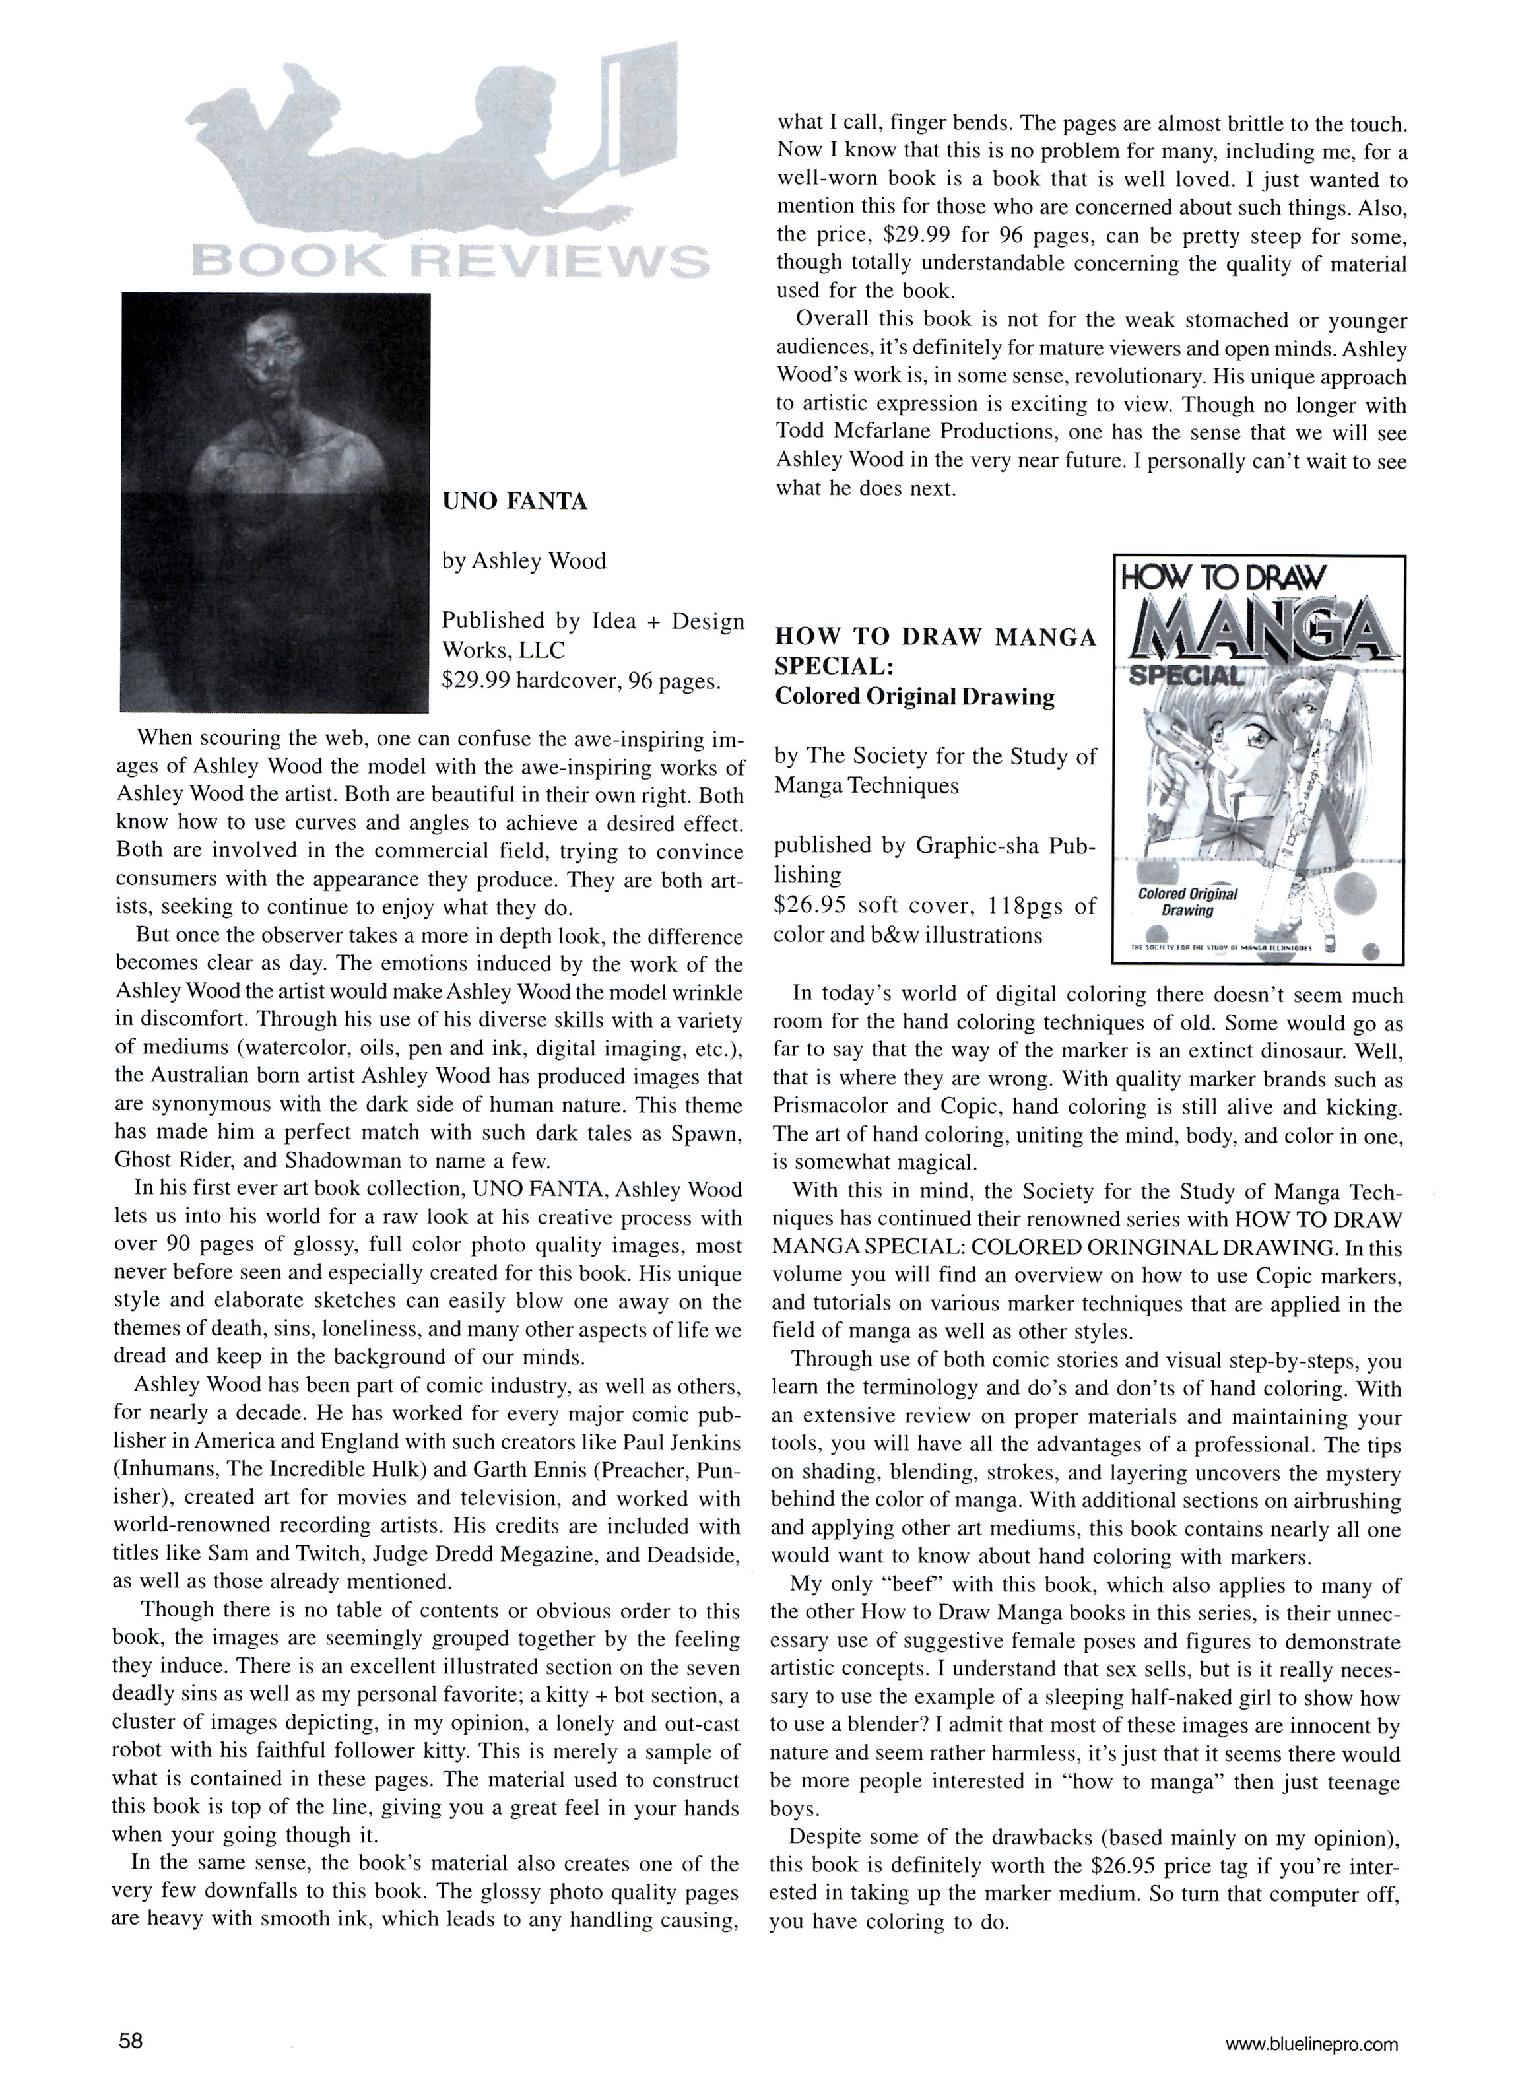 BOOK REVIEWS
UNO FANTA
by Ashley Wood
Published by Idea + Design
Works, LLC
$29.99 hardcover, 96 pages.
When scouring the web, one can confuse the awe-inspiring im-
ages of Ashley Wood the model with the awe-inspiring works of
Ashley Wood the artist. Both are beautiful in their own right. Both
know how to use curves and angles to achieve a desired effect.
Both are involved in the commercial field, trying to convince
consumers with the appearance they produce. They are both art-
ists, seeking to continue to enjoy what they do.
But once the observer takes a more in depth look, the difference
becomes clear as day. The emotions induced by the work of the
Ashley Wood the artist would make Ashley Wood the model wrinkle
in discomfort. Through his use of his diverse skills with a variety
of mediums (watercolor, oils, pen and ink, digital imaging, etc.),
the Australian born artist Ashley Wood has produced images that
are synonymous with the dark side of human nature. This theme
has made him a perfect match with such dark tales as Spawn,
Ghost Rider, and Shadowman to name a few.
In his first ever art book collection, UNO FANTA, Ashley Wood
lets us into his world for a raw look at his creative process with
over 90 pages of glossy, full color photo quality images, most
never before seen and especially created for this book. His unique
style and elaborate sketches can easily blow one away on the
themes of death, sins, loneliness, and many other aspects of life we
dread and keep in the background of our minds.
Ashley Wood has been part of comic industry, as well as others,
for nearly a decade. He has worked for every major comic pub-
lisher in America and England with such creators like Paul Jenkins
(Inhumans, The Incredible Hulk) and Garth Ennis (Preacher, Pun-
isher), created art for movies and television, and worked with
world-renowned recording artists. His credits are included with
titles like Sam and Twitch, Judge Dredd Megazine, and Deadside,
as well as those already mentioned.
Though there is no table of contents or obvious order to this
book, the images are seemingly grouped together by the feeling
they induce. There is an excellent illustrated section on the seven
deadly sins as well as my personal favorite; a kitty + bot section, a
cluster of images depicting, in my opinion, a lonely and out-cast
robot with his faithful follower kitty. This is merely a sample of
what is contained in these pages. The material used to construct
this book is top of the line, giving you a great feel in your hands
when your going though it.
In the same sense, the book's material also creates one of the
very few downfalls to this book. The glossy photo quality pages
are heavy with smooth ink, which leads to any handling causing,
what I call, finger bends. The pages are almost brittle to the touch.
Now I know that this is no problem for many, including me, for a
well-worn book is a book that is well loved. I just wanted to
mention this for those who are concerned about such things. Also,
the price, $29.99 for 96 pages, can be pretty steep for some,
though totally understandable concerning the quality of material
used for the book.
Overall this book is not for the weak stomached or younger
audiences, it's definitely for mature viewers and open minds. Ashley
Wood's work is, in some sense, revolutionary. His unique approach
to artistic expression is exciting to view. Though no longer with
Todd Mcfarlane Productions, one has the sense that we will see
Ashley Wood in the very near future. I personally can't wait to see
what he does next.
HOW TO DRAW MANGA
SPECIAL:
Colored Original Drawing
by The Society for the Study of
Manga Techniques
published by Graphic-sha Pub-
lishing
$26.95 soft cover, 118pgs of
color and b&w illustrations
HOW TO DRAW
MANGA
SPECIAL
Colored Original
Drawing
THE SOCIETY FOR THE STUDY OF MANGA TECHNIQUES
In today's world of digital coloring there doesn't seem much
room for the hand coloring techniques of old. Some would go as
far to say that the way of the marker is an extinct dinosaur. Well,
that is where they are wrong. With quality marker brands such as
Prismacolor and Copic, hand coloring is still alive and kicking.
The art of hand coloring, uniting the mind, body, and color in one,
is somewhat magical.
With this in mind, the Society for the Study of Manga Tech-
niques has continued their renowned series with HOW TO DRAW
MANGA SPECIAL: COLORED ORINGINAL DRAWING. In this
volume you will find an overview on how to use Copic markers,
and tutorials on various marker techniques that are applied in the
field of manga as well as other styles.
Through use of both comic stories and visual step-by-steps, you
learn the terminology and do's and don'ts of hand coloring. With
an extensive review on proper materials and maintaining your
tools, you will have all the advantages of a professional. The tips
on shading, blending, strokes, and layering uncovers the mystery
behind the color of manga. With additional sections on airbrushing
and applying other art mediums, this book contains nearly all one
would want to know about hand coloring with markers.
My only “beef” with this book, which also applies to many of
the other How to Draw Manga books in this series, is their unnec-
essary use of suggestive female poses and figures to demonstrate
artistic concepts. I understand that sex sells, but is it really neces-
sary to use the example of a sleeping half-naked girl to show how
to use a blender? I admit that most of these images are innocent by
nature and seem rather harmless, it's just that it seems there would
be more people interested in “how to manga” then just teenage
boys.
Despite some of the drawbacks (based mainly on my opinion),
this book is definitely worth the $26.95 price tag if you're inter-
ested in taking up the marker medium. So turn that computer off,
you have coloring to do.
58
www.bluelinepro.com